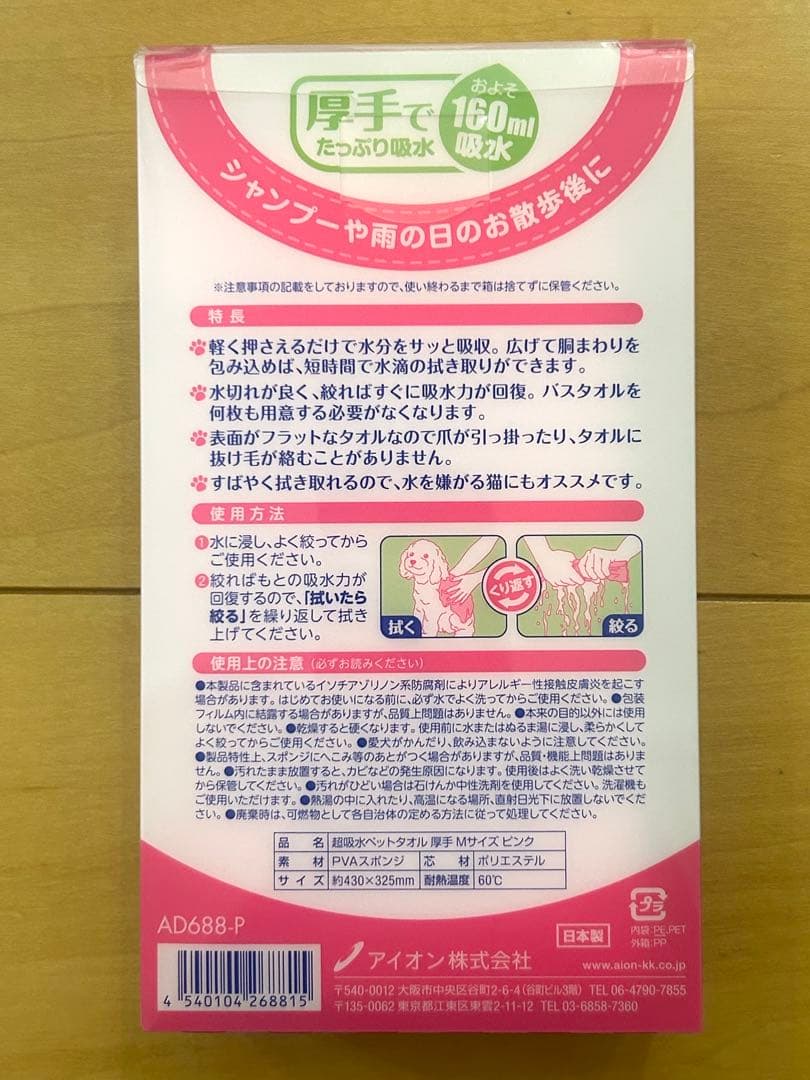 厚手で
たっぷり吸水
およそ
160ml
吸水
シャンプーや雨の日のお散歩後に
※注意事項の記載をしておりますので、使い終わるまで箱は捨てずに保管ください。
特長
軽く押さえるだけで水分をサッと吸収。広げて胴まわりを
包み込めば、短時間で水滴の拭き取りができます。
水切れが良く、絞ればすぐに吸水力が回復。バスタオルを
何枚も用意する必要がなくなります。
表面がフラットなタオルなので爪が引っ掛ったり、タオルに
抜け毛が絡むことがありません。
すばやく拭き取れるので、水を嫌がる猫にもオススメです。
使用方法
1 水に浸し、よく絞ってから
ご使用ください。
2 絞ればもとの吸水力が
回復するので、「拭いたら
絞る」を繰り返して拭き
上げてください。
拭く
くり返す
絞る
使用上の注意（必ずお読みください）
●本製品に含まれているイソチアゾリノン系防腐剤によりアレルギー性接触皮膚炎を起こす
場合があります。はじめてお使いになる前に、必ず水でよく洗ってからご使用ください。●包装
フィルム内に結露する場合がありますが、品質上問題はありません。●本来の目的以外には使用
しないでください。●乾燥すると硬くなります。使用前に水またはぬるま湯に浸し、柔らかくして
よく絞ってからご使用ください。●愛犬がかんだり、飲み込まないように注意してください。
●製品特性上、スポンジにへこみ等のあとがつく場合がありますが、品質・機能上問題はありま
せん。●汚れたまま放置すると、カビなどの発生原因になります。使用後はよく洗い乾燥させて
から保管してください。●汚れがひどい場合は石けんか中性洗剤を使用してください。洗濯機も
ご使用いただけます。●熱湯の中に入れたり、高温になる場所、直射日光下に放置しないでくだ
さい。●廃棄時は、可燃物として各自治体の定める方法に従って処理してください。
品名 超吸水ペットタオル 厚手 Mサイズ ピンク
素材 PVAスポンジ 芯材 ポリエステル
サイズ 約430×325mm 耐熱温度 60℃
AD688-P
4 540104 268815
日本製
プラ
内袋:PE,PET
外箱:PP
アイオン株式会社
www.aion-kk.co.jp
〒540-0012 大阪市中央区谷町2-6-4(谷町ビル3階) TEL 06-4790-7855
〒135-0062 東京都江東区東雲2-11-12 TEL 03-6858-7360